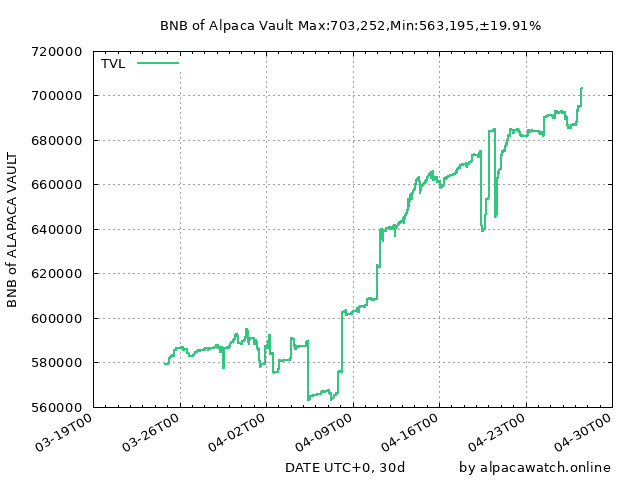 BNB of Alpaca Vault Max:703,252,Min:563,195,±19.91%
TVL
720000
700000
680000
660000
640000
620000
600000
580000
560000
BNB of ALAPACA VAULT
03-19T00
03-26T00
04-02T00
04-09T00
04-16T00
04-23T00
04-30T00
DATE UTC+0, 30d
by alpacawatch.online